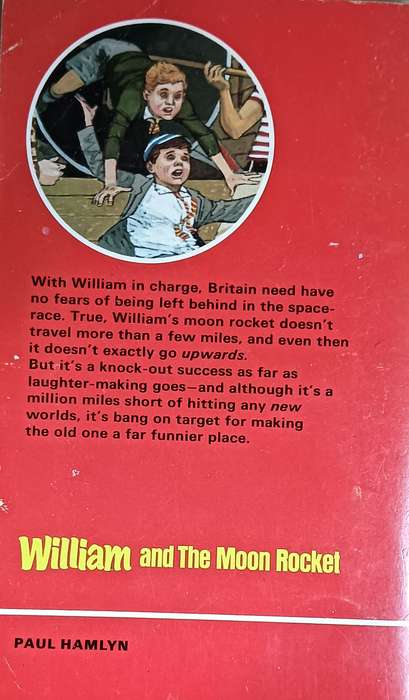 With William in charge, Britain need have
no fears of being left behind in the space-
race. True, William's moon rocket doesn't
travel more than a few miles, and even then
it doesn't exactly go upwards.
But it's a knock-out success as far as
laughter-making goes—and although it's a
million miles short of hitting any new
worlds, it's bang on target for making
the old one a far funnier place.
William and The Moon Rocket
PAUL HAMLYN